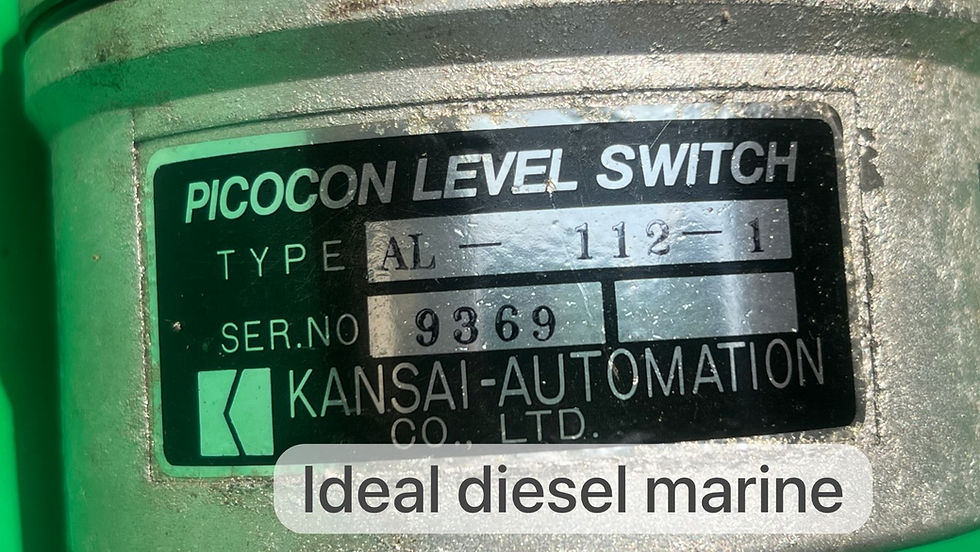 PICOCON LEVEL SWITCH
TYPE AL - 112-1
SER.NO 9369
KANSAI-AUTOMATION
CO., LTD.
Ideal diesel marine